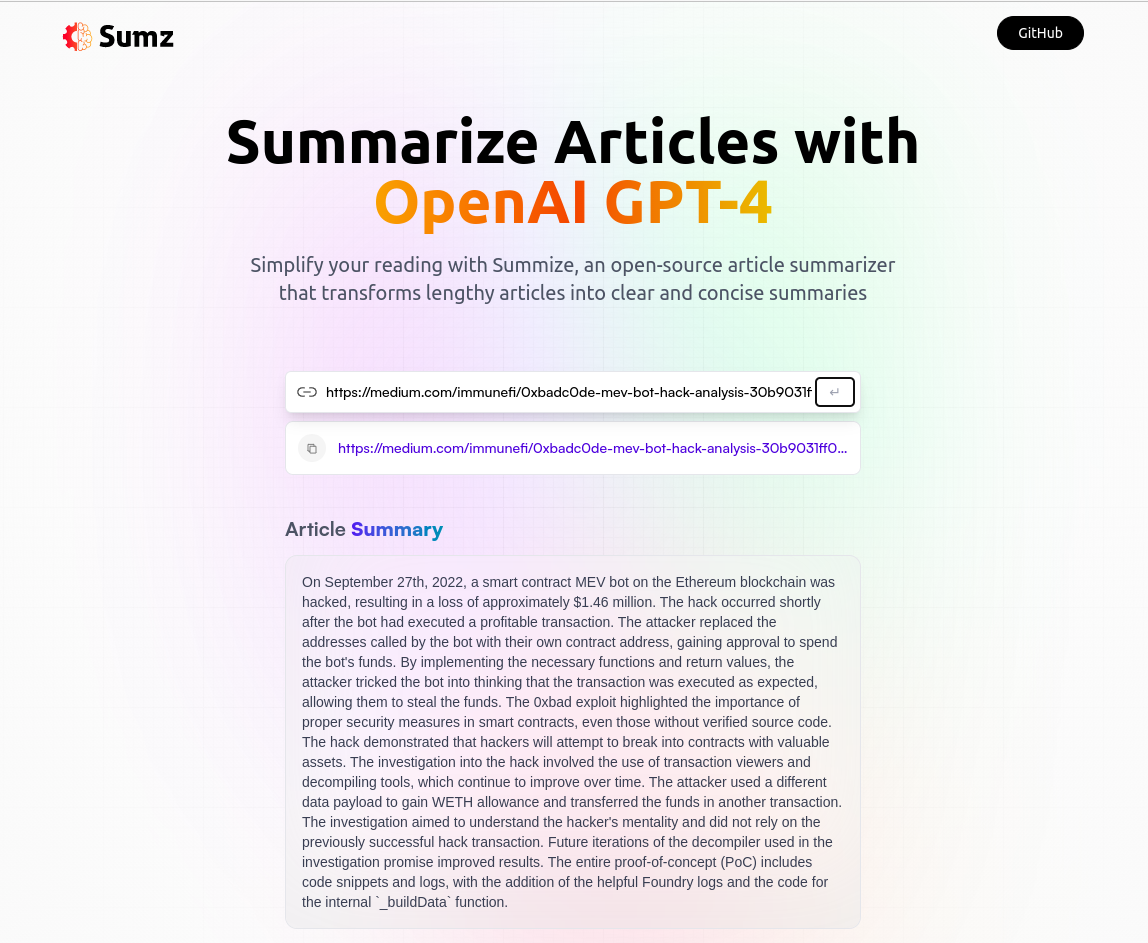 Sumz
GitHub
Summarize Articles with
OpenAI GPT-4
Simplify your reading with Summize, an open-source article summarizer
that transforms lengthy articles into clear and concise summaries
https://medium.com/immunefi/0xbadc0de-mev-bot-hack-analysis-30b9031f
https://medium.com/immunefi/0xbadc0de-mev-bot-hack-analysis-30b9031ff0...
Article Summary
On September 27th, 2022, a smart contract MEV bot on the Ethereum blockchain was
hacked, resulting in a loss of approximately $1.46 million. The hack occurred shortly
after the bot had executed a profitable transaction. The attacker replaced the
addresses called by the bot with their own contract address, gaining approval to spend
the bot's funds. By implementing the necessary functions and return values, the
attacker tricked the bot into thinking that the transaction was executed as expected,
allowing them to steal the funds. The 0xbad exploit highlighted the importance of
proper security measures in smart contracts, even those without verified source code.
The hack demonstrated that hackers will attempt to break into contracts with valuable
assets. The investigation into the hack involved the use of transaction viewers and
decompiling tools, which continue to improve over time. The attacker used a different
data payload to gain WETH allowance and transferred the funds in another transaction.
The investigation aimed to understand the hacker's mentality and did not rely on the
previously successful hack transaction. Future iterations of the decompiler used in the
investigation promise improved results. The entire proof-of-concept (PoC) includes
code snippets and logs, with the addition of the helpful Foundry logs and the code for
the internal `_buildData` function.